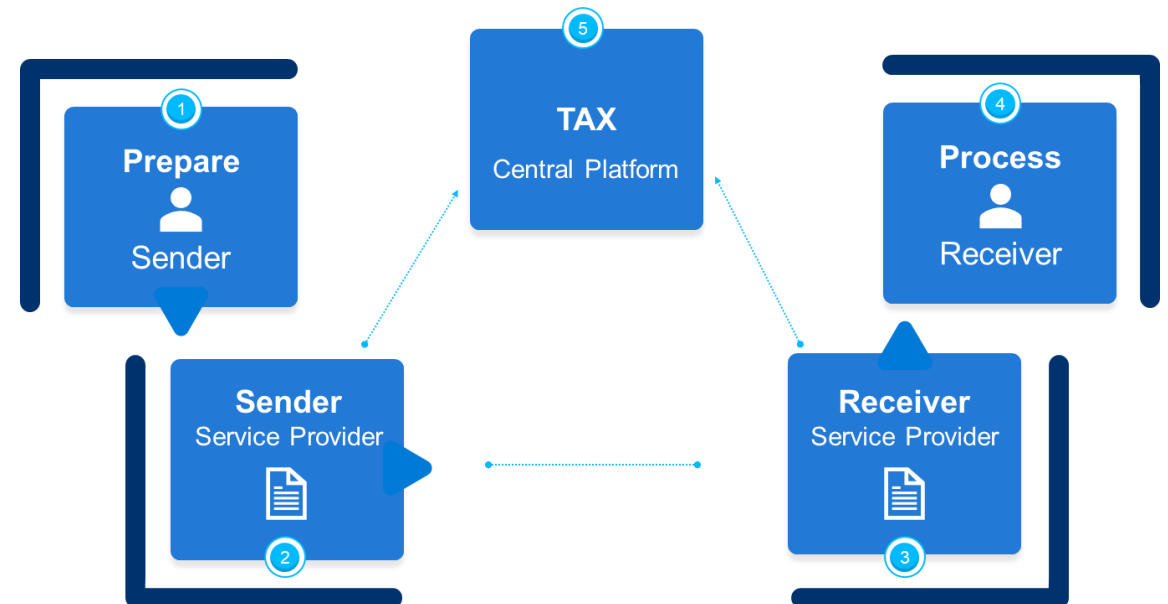 1
Prepare
Sender
2
Sender
Service Provider
3
Receiver
Service Provider
4
Process
Receiver
5
TAX
Central Platform